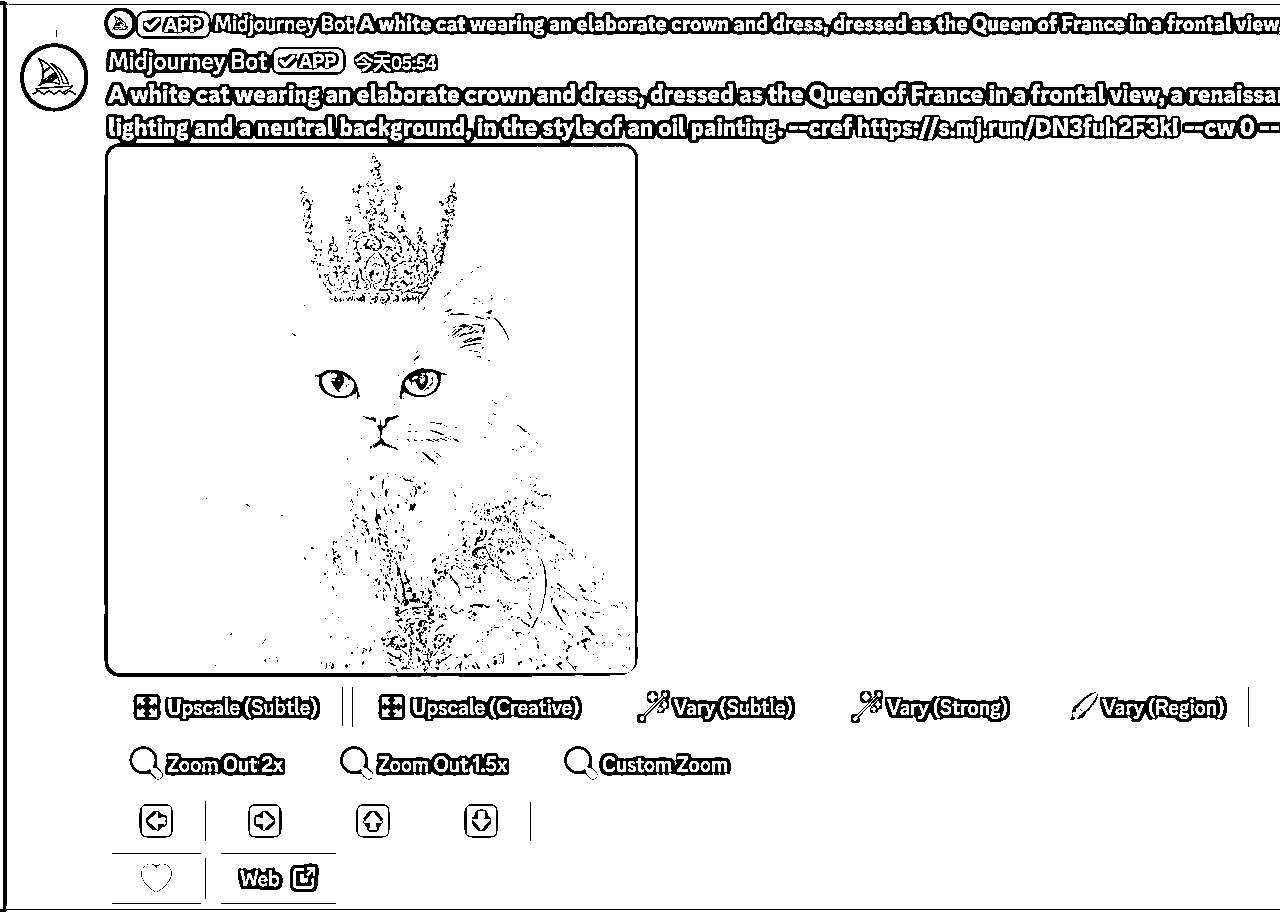 APP Midjourney Bot A white cat wearing an elaborate crown and dress, dressed as the Queen of France in a frontal view,
Midjourney Bot APP 今天05:54
A white cat wearing an elaborate crown and dress, dressed as the Queen of France in a frontal view, a renaissan
lighting and a neutral background, in the style of an oil painting. --cref https://s.mj.run/DN3fuh2F3kI --cw 0 --
Upscale (Subtle) Upscale (Creative) Vary (Subtle) Vary (Strong) Vary (Region)
Zoom Out 2x Zoom Out 1.5x Custom Zoom
Web